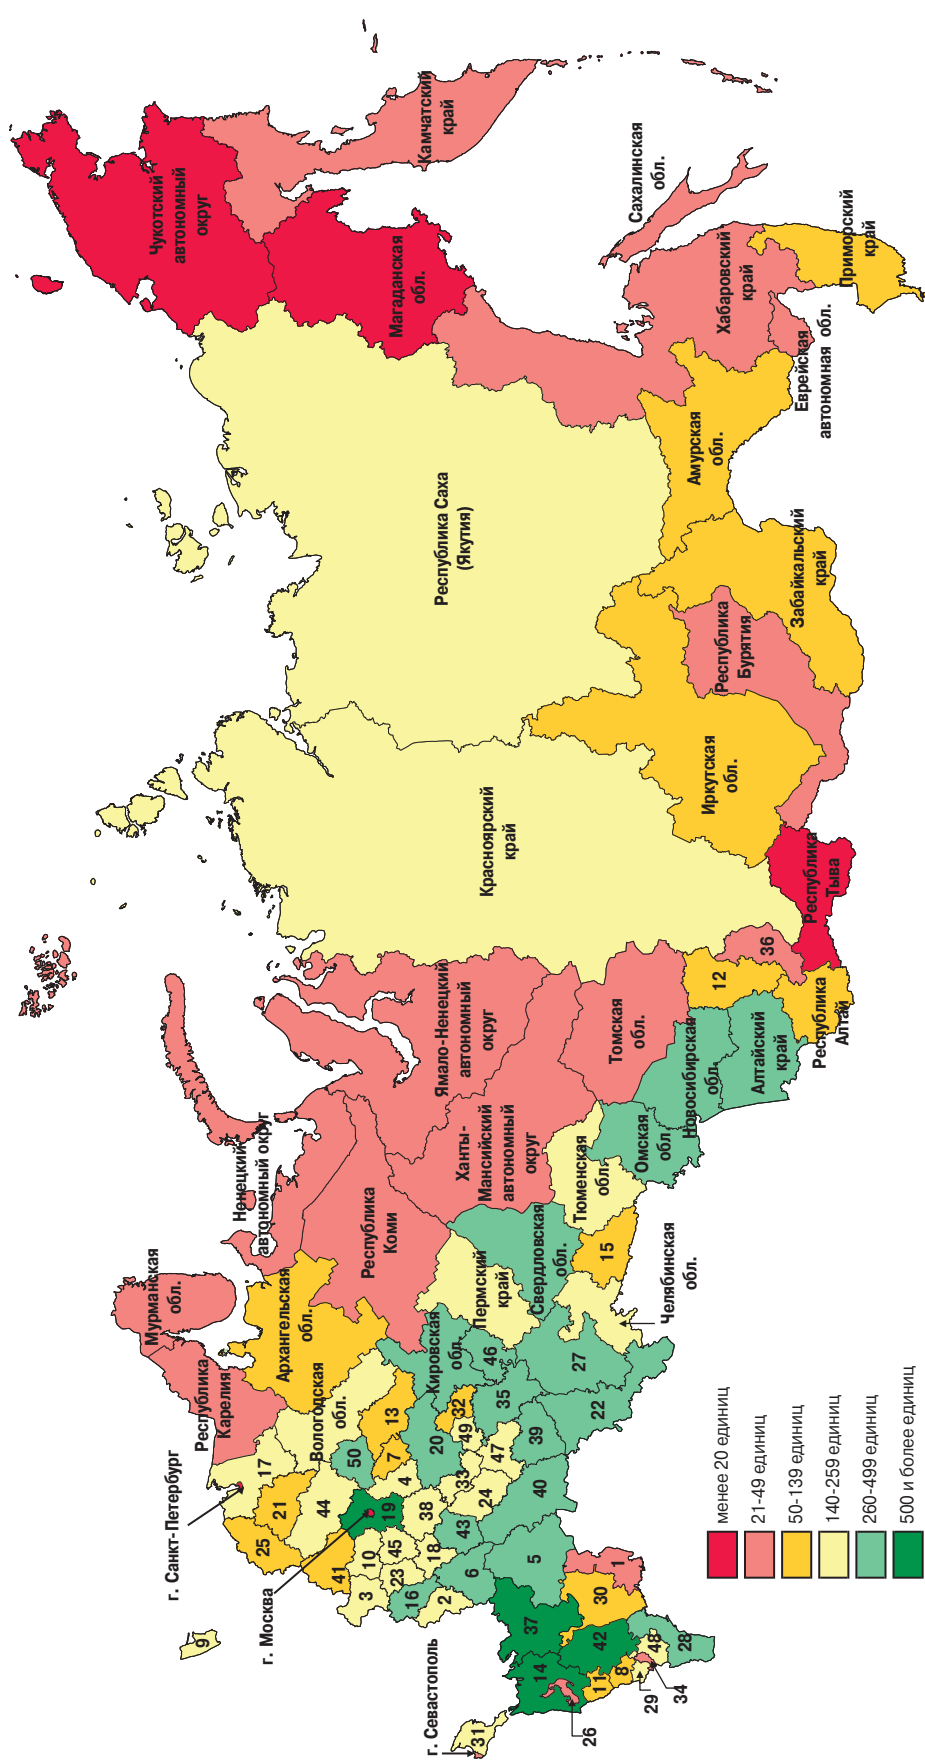 Чукотский
автономный
округ
Камчатский
край
Магаданская
обл.
Сахалинская
обл.
Хабаровский
край
Приморский
край
Еврейская
автономная обл.
Амурская
обл.
Республика Саха
(Якутия)
Забайкальский
край
Республика
Бурятия
Иркутская
обл.
Красноярский
край
Республика
Тыва
36
12
Республика
Алтай
Алтайский
край
Новосибирская
обл.
Томская
обл.
Омская
обл.
Ямало-Ненецкий
автономный
округ
Ханты-
Мансийский
автономный
округ
Тюменская
обл.
Ненецкий
автономный округ
Республика
Коми
Свердловская
обл.
15
Челябинская
обл.
Пермский
край
Мурманская
обл.
Архангельская
обл.
Республика
Карелия
Вологодская
обл.
Кировская
обл.
г. Санкт-Петербург
г. Москва
г. Севастополь
46
27
22
35
32
13
20
49
47
39
40
50
7
4
33
24
17
21
25
44
41
19
38
43
10
45
18
3
23
16
2
6
5
9
1
30
37
42
14
11
8
48
28
29
34
26
31
менее 20 единиц
21-49 единиц
50-139 единиц
140-259 единиц
260-499 единиц
500 и более единиц